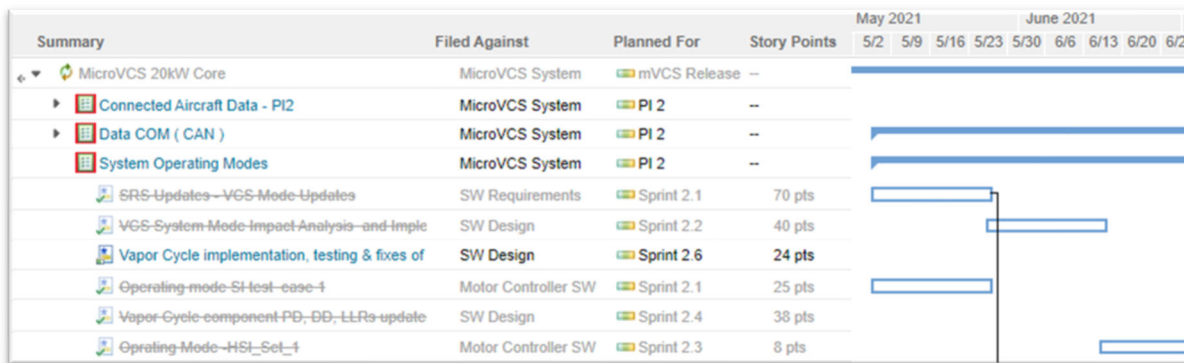 May 2021 June 2021
Summary Filed Against Planned For Story Points 5/2 5/9 5/16 5/23 5/30 6/6 6/13 6/20 6/2
MicroVCS 20kW Core MicroVCS System mVCS Release --
Connected Aircraft Data - PI2 MicroVCS System PI 2 --
Data COM ( CAN ) MicroVCS System PI 2 --
System Operating Modes MicroVCS System PI 2 --
SRS Updates - VCS Mode Updates SW Requirements Sprint 2.1 70 pts
VCS System Mode Impact Analysis and Imple SW Design Sprint 2.2 40 pts
Vapor Cycle implementation, testing & fixes of SW Design Sprint 2.6 24 pts
Operating mode SI test case 1 Motor Controller SW Sprint 2.1 25 pts
Vapor Cycle component PD, DD, LLRs update SW Design Sprint 2.4 38 pts
Oprating Mode -HSI_Set_1 Motor Controller SW Sprint 2.3 8 pts